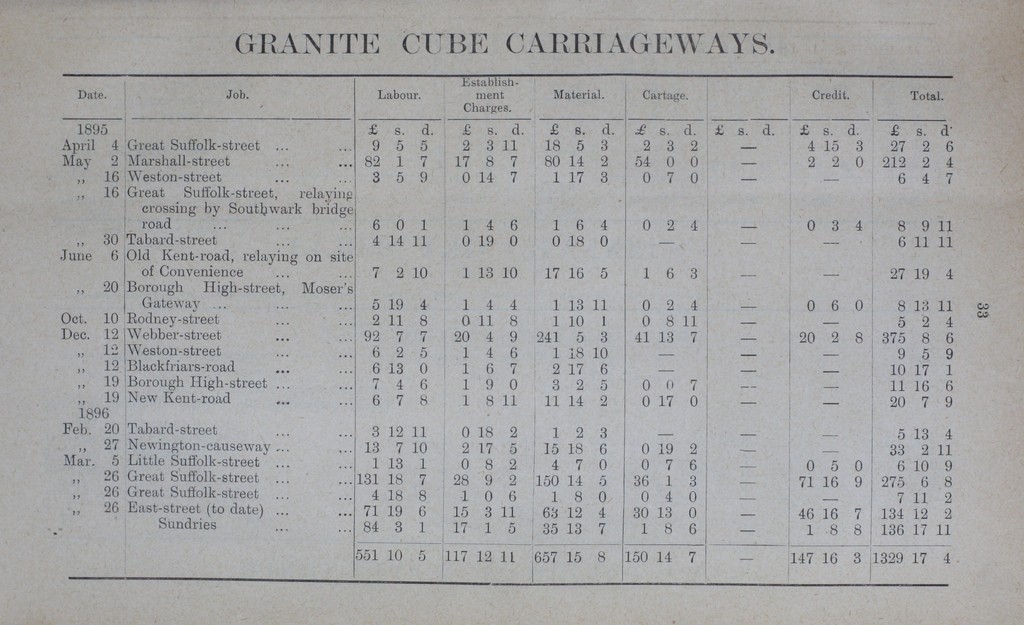 GRANITE CUBE CARRIAGEWAYS.
Date. Job. Labour. Establish-ment Charges. Material. Cartage. Credit. Total.
1895 £ s. d. £ s. d. £ s. d. £ s. d. £ s. d. £ s. d. £ s. d.
April 4 Great Suffolk-street ... ... 9 5 5 2 3 11 18 5 3 2 3 2 — 4 15 3 27 2 6
May 2 Marshall-street ... ... 82 1 7 17 8 7 80 14 2 54 0 0 — 2 2 0 212 2 4
„ 16 Weston-street ... ... 3 5 9 0 14 7 1 17 3 0 7 0 — — 6 4 7
„ 16 Great Suffolk-street, relaying
crossing by Southwark bridge
road ... ... ... 6 0 1 1 4 6 1 6 4 0 2 4 — 0 3 4 8 9 11
„ 30 Tabard-street ... ... 4 14 11 0 19 0 0 18 0 — — — 6 11 11
June 6 Old Kent-road, relaying on site
of Convenience ... ... 7 2 10 1 13 10 17 16 5 1 6 3 — — 27 19 4
„ 20 Borough High-street, Moser's
Gateway ... ... ... 5 19 4 1 4 4 1 13 11 0 2 4 — 0 6 0 8 13 11
Oct. 10 Rodney-street ... ... 2 11 8 0 11 8 1 10 1 0 8 11 — — 5 2 4
Dec. 12 Webber-street ... ... 92 7 7 20 4 9 241 5 3 41 13 7 — 20 2 8 375 8 6
„ 12 Weston-street ... ... 6 2 5 1 4 6 1 18 10 — — — 9 5 9
„ 12 Blackfriars-road ... ... 6 13 0 1 6 7 2 17 6 — — — 10 17 1
„ 19 Borough High-street ... ... 7 4 6 1 9 0 3 2 5 0 0 7 — — 11 16 6
„ 19 New Kent-road ... ... 6 7 8 1 8 11 11 14 2 0 17 0 — — 20 7 9
1896
Feb. 20 Tabard-street ... ... 3 12 11 0 18 2 1 2 3 — — — 5 13 4
„ 27 Newington-causeway ... ... 13 7 10 2 17 5 15 18 6 0 19 2 — — 33 2 11
Mar. 5 Little Suffolk-street ... ... 1 13 1 0 8 2 4 7 0 0 7 6 — 0 5 0 6 10 9
„ 26 Great Suffolk-street ... ... 131 18 7 28 9 2 150 14 5 36 1 3 — 71 16 9 275 6 8
„ 26 Great Suffolk-street ... ... 4 18 8 1 0 6 1 8 0 0 4 0 — — 7 11 2
„ 26 East-street (to date) ... ... 71 19 6 15 3 11 63 12 4 30 13 0 — 46 16 7 134 12 2
Sundries ... ... 84 3 1 17 1 5 35 13 7 1 8 6 — 1 8 8 136 17 11
551 10 5 117 12 11 657 15 8 150 14 7 — 147 16 3 1329 17 4
33